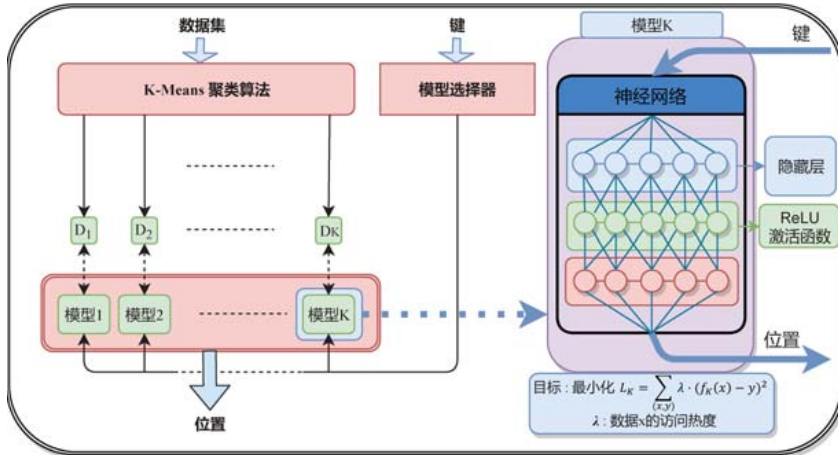 数据集
键
K-Means 聚类算法
模型选择器
D1
D2
DK
模型1
模型2
模型K
位置
模型K
键
神经网络
隐藏层
ReLU
激活函数
位置
目标 : 最小化 L_K = ∑_(x,y) λ · (f_K(x) − y)²
λ : 数据x的访问热度